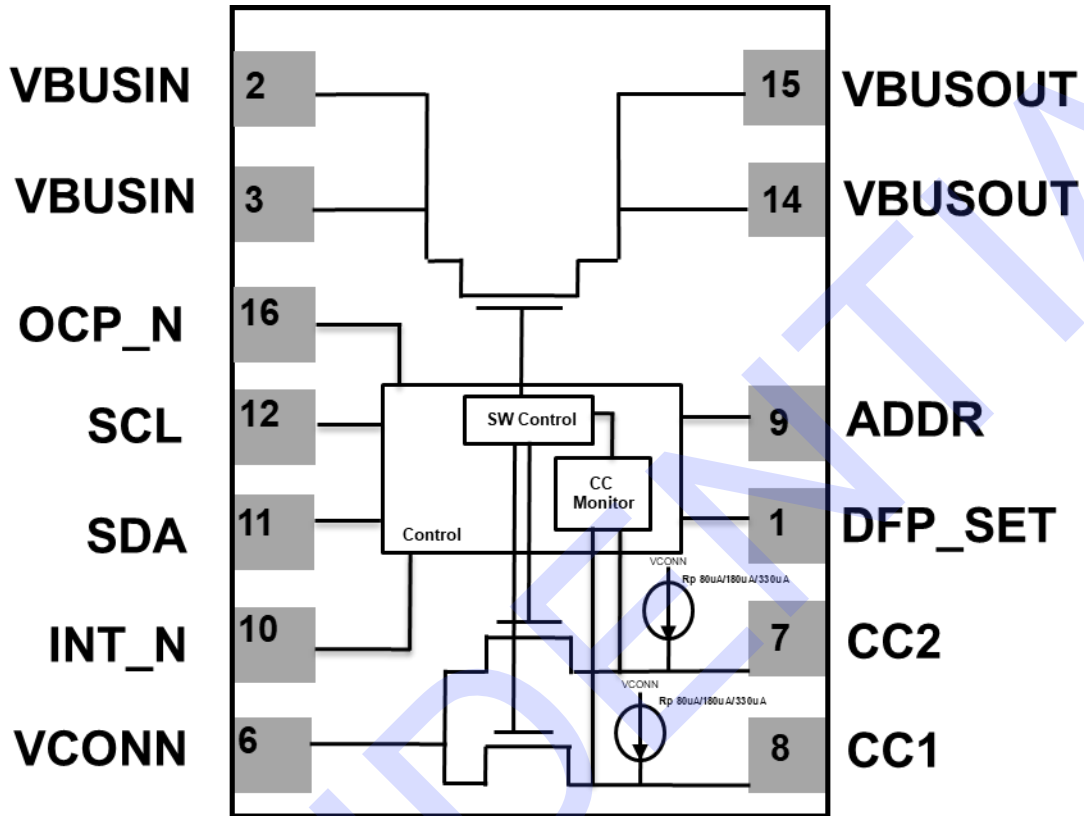 VBUSIN 2
15 VBUSOUT
VBUSIN 3
14 VBUSOUT
OCP_N 16
SCL 12
SW Control
9 ADDR
CC
Monitor
SDA 11
Control
1 DFP_SET
VCONN
Rp 80uA/180uA/330uA
INT_N 10
7 CC2
VCONN
Rp 80uA/180uA/330uA
VCONN 6
8 CC1
DENTIA